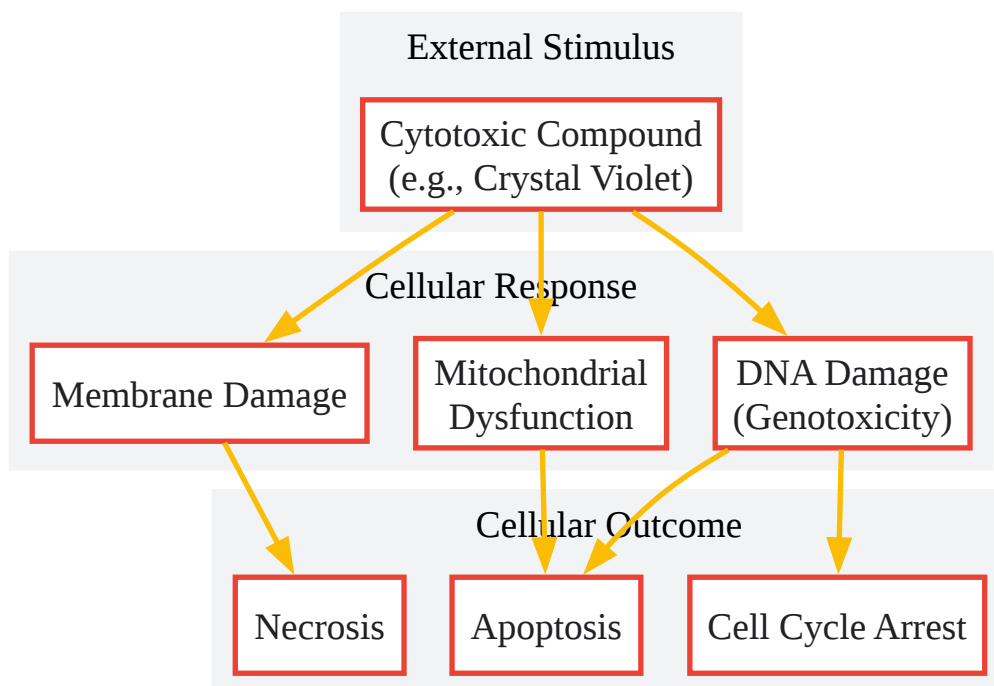 External Stimulus
Cytotoxic Compound
(e.g., Crystal Violet)
Cellular Response
Membrane Damage
Mitochondrial
Dysfunction
DNA Damage
(Genotoxicity)
Cellular Outcome
Necrosis
Apoptosis
Cell Cycle Arrest